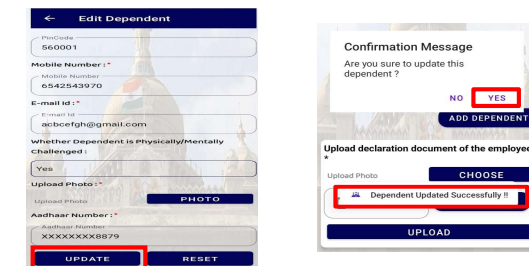 ← Edit Dependent
PinCode
560001
Mobile Number :*
Mobile Number
6542543970
E-mail Id :*
E-mail Id
acbcefgh@gmail.com
Whether Dependent is Physically/Mentally
Challenged :
Yes
Upload Photo :*
Upload Photo PHOTO
Aadhaar Number :*
Aadhaar Number
XXXXXXXX8879
UPDATE RESET
Confirmation Message
Are you sure to update this
dependent ?
NO YES
ADD DEPENDENT
Upload declaration document of the employee
*
Upload Photo CHOOSE
Dependent Updated Successfully !!
UPLOAD